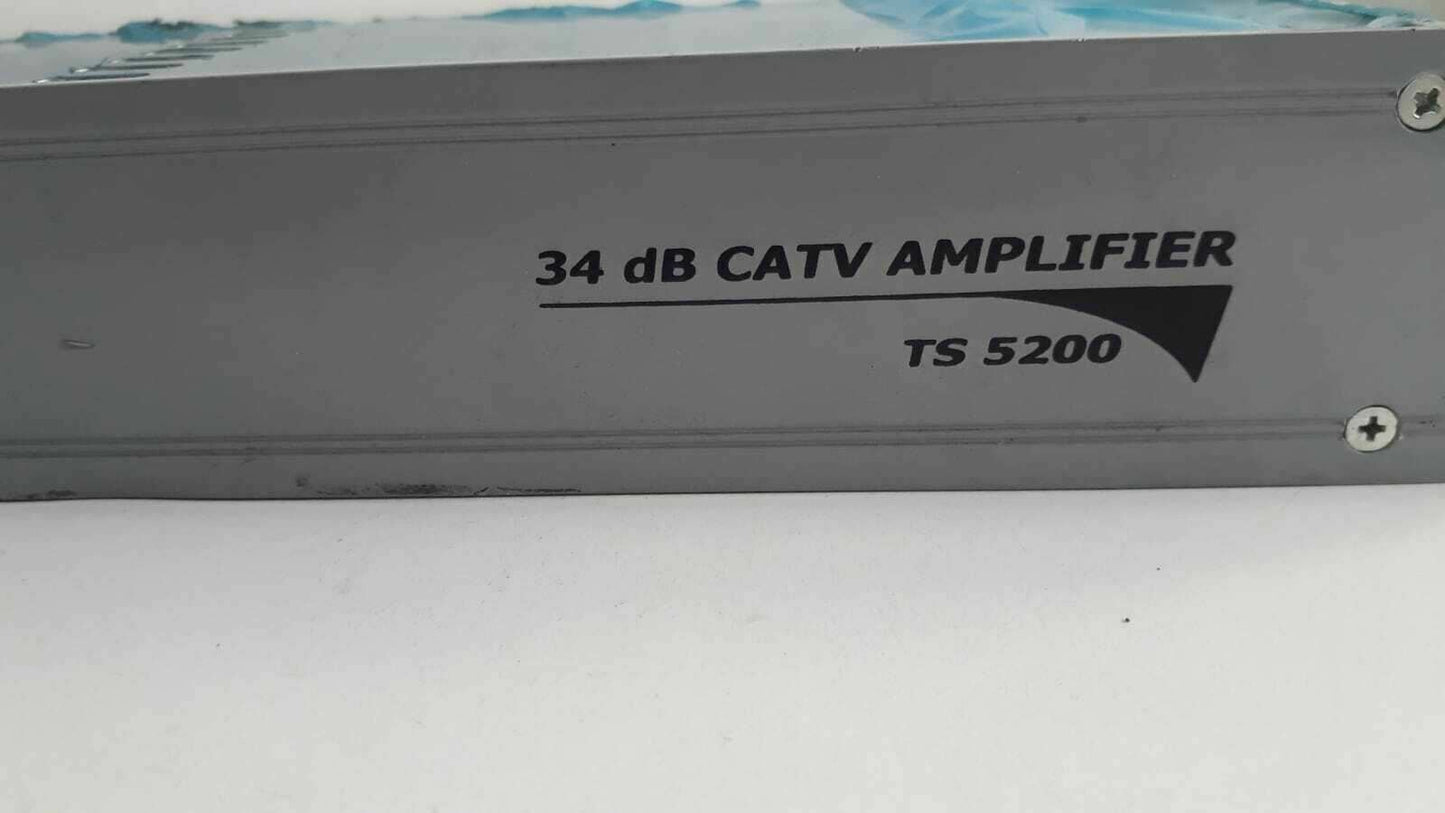 34 dB CATV AMPLIFIER
TS 5200